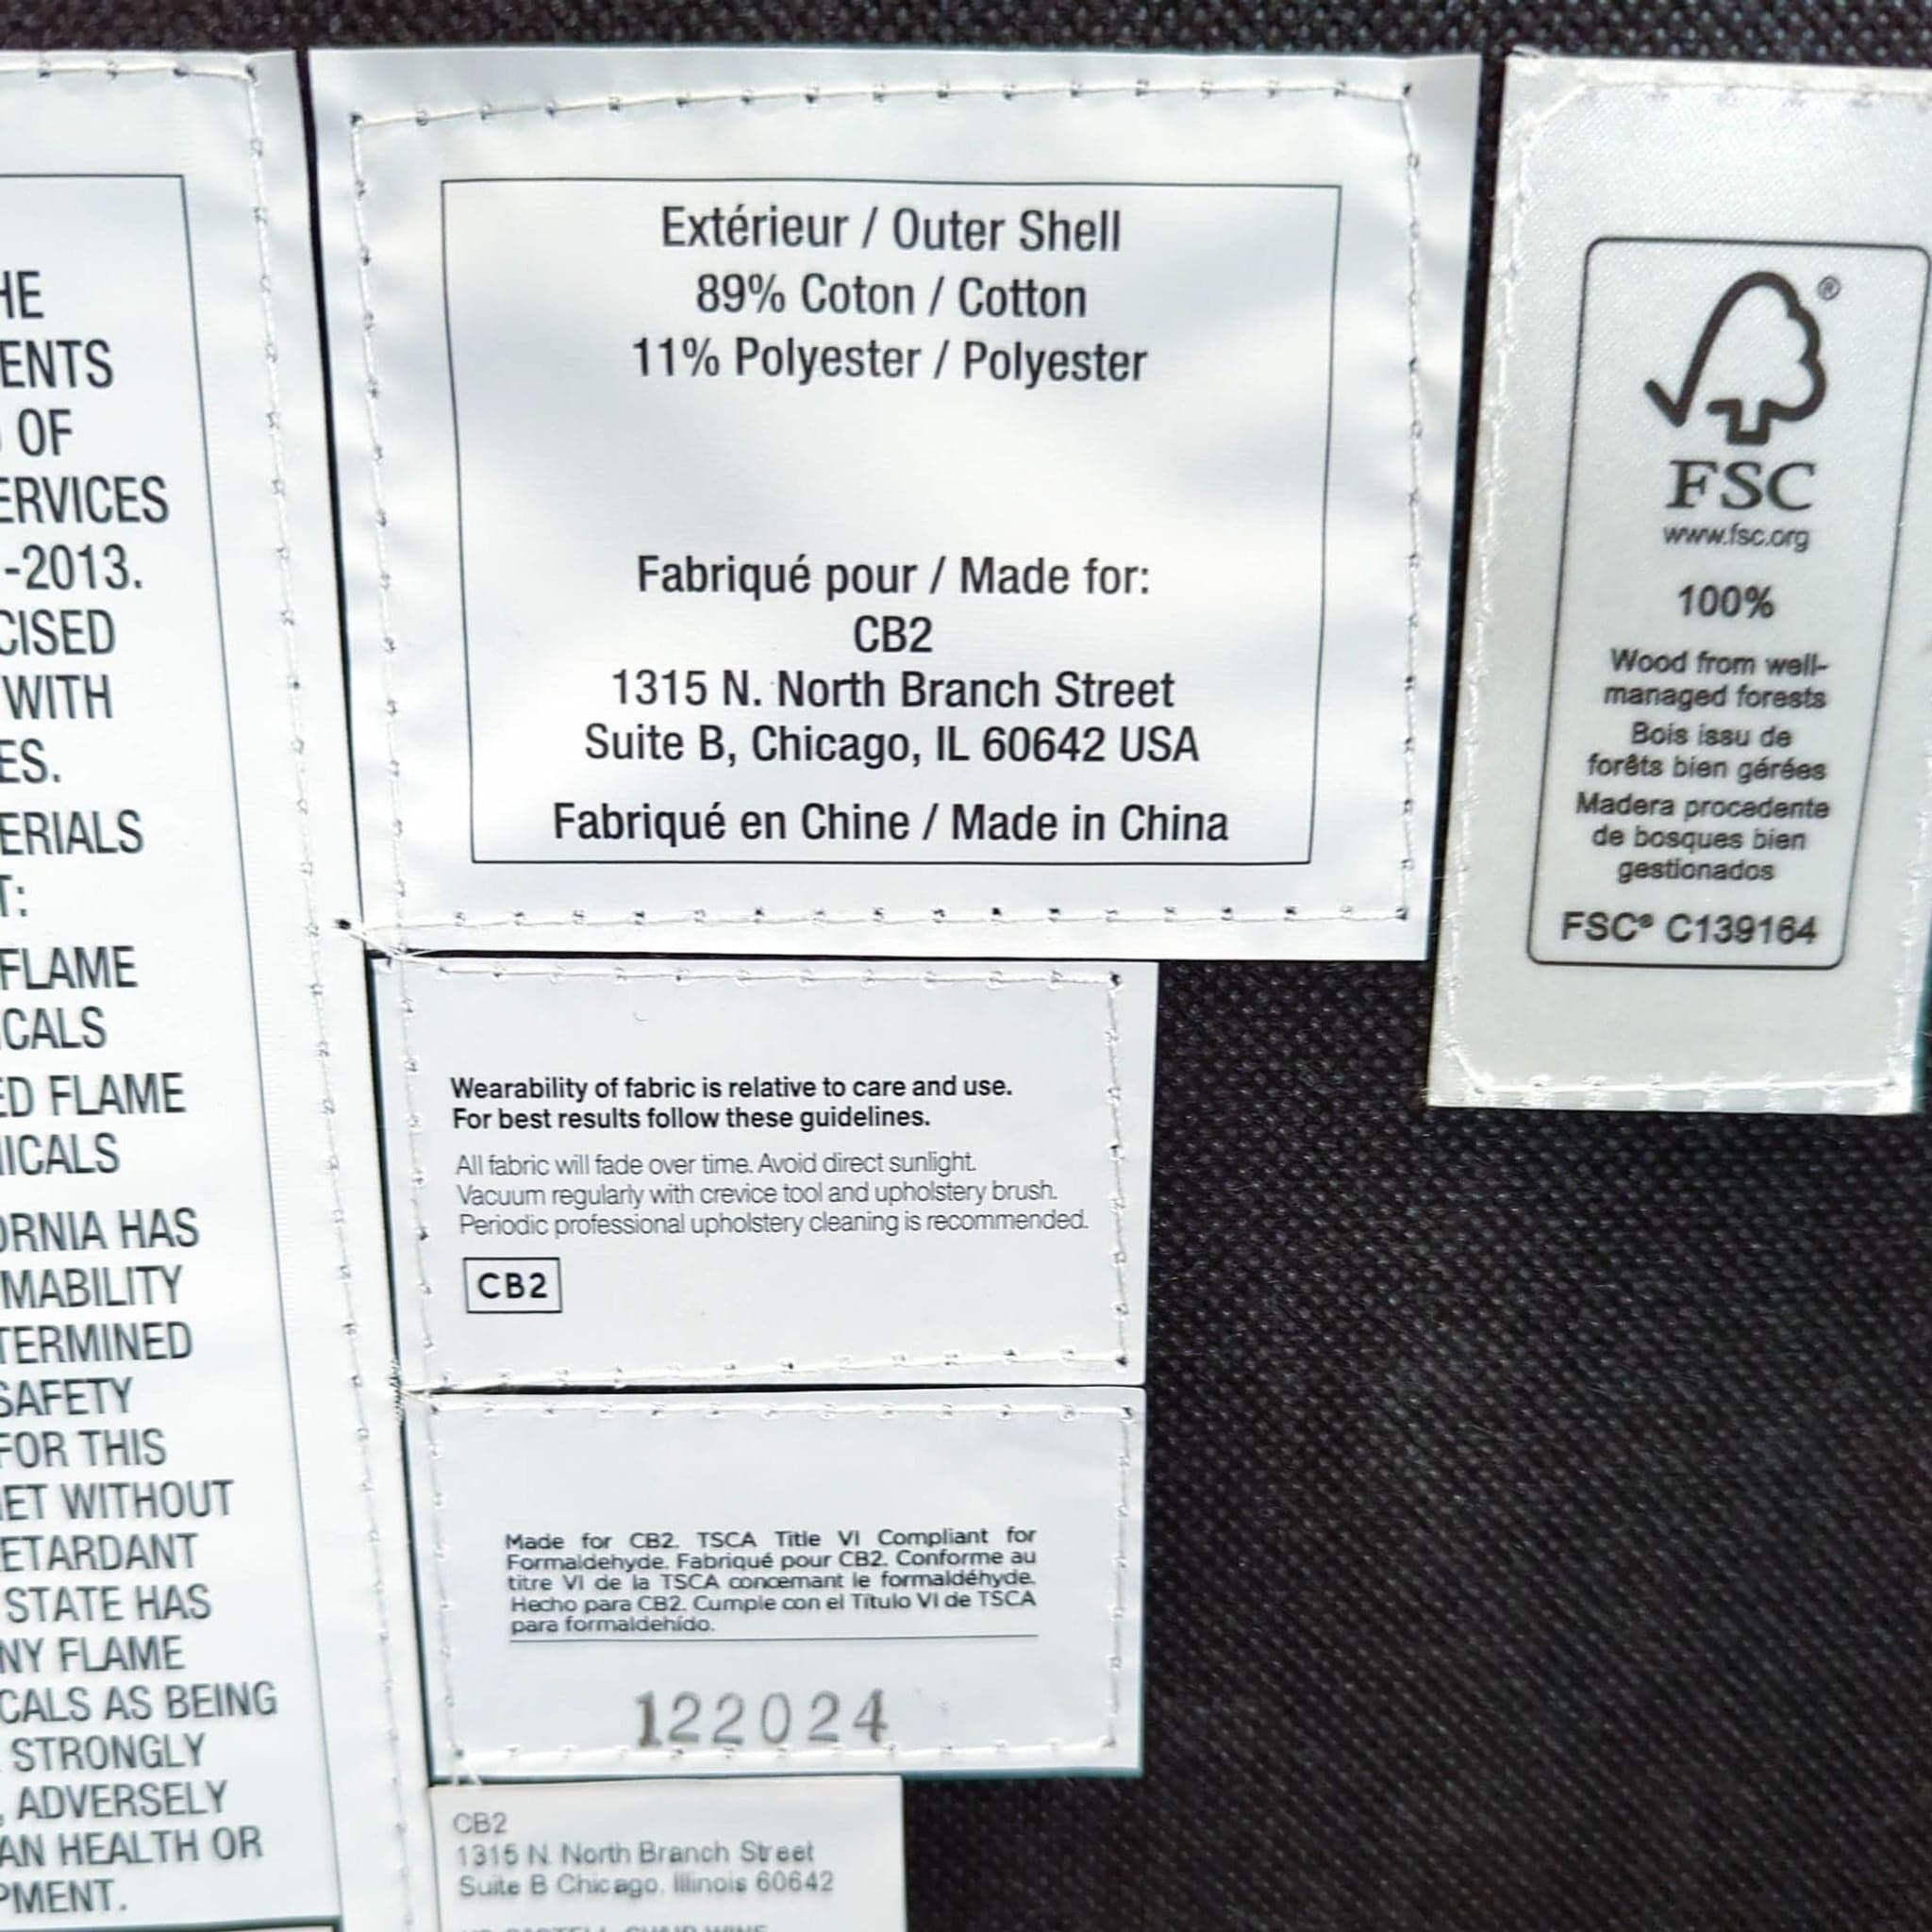 HE
ENTS
OF
ERVICES
-2013.
CISED
WITH
ES.
ERIALS
T:
FLAME
CALS
ED FLAME
ICALS
ORNIA HAS
MABILITY
TERMINED
SAFETY
FOR THIS
ET WITHOUT
ETARDANT
STATE HAS
NY FLAME
CALS AS BEING
STRONGLY
, ADVERSELY
AN HEALTH OR
PMENT.
Extérieur / Outer Shell
89% Coton / Cotton
11% Polyester / Polyester
Fabriqué pour / Made for:
CB2
1315 N. North Branch Street
Suite B, Chicago, IL 60642 USA
Fabriqué en Chine / Made in China
Wearability of fabric is relative to care and use.
For best results follow these guidelines.
All fabric will fade over time. Avoid direct sunlight.
Vacuum regularly with crevice tool and upholstery brush.
Periodic professional upholstery cleaning is recommended.
CB2
Made for CB2. TSCA Title VI Compliant for
Formaldehyde. Fabriqué pour CB2. Conforme au
titre VI de la TSCA concernant le formaldéhyde.
Hecho para CB2. Cumple con el Título VI de TSCA
para formaldehído.
122024
CB2
1315 N North Branch Street
Suite B Chicago, Illinois 60642
®
FSC
www.fsc.org
100%
Wood from well-
managed forests
Bois issu de
forêts bien gérées
Madera procedente
de bosques bien
gestionados
FSC® C139164